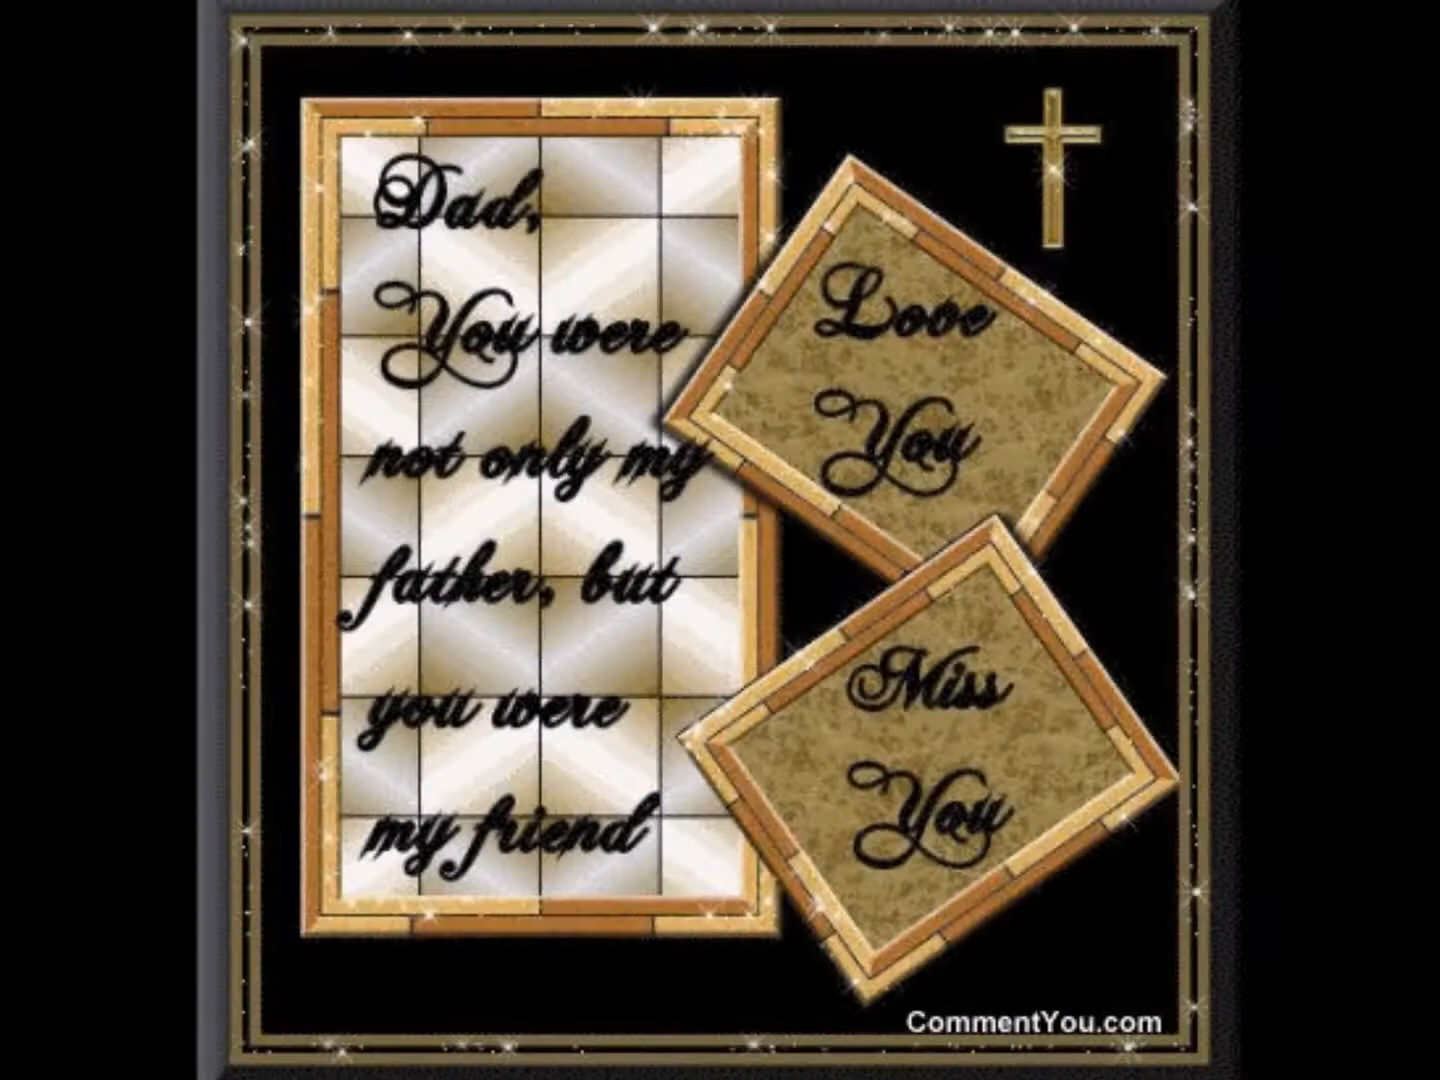 Dad,
You were
not only my
father, but
you were
my friend
Love
You
Miss
You
CommentYou.com